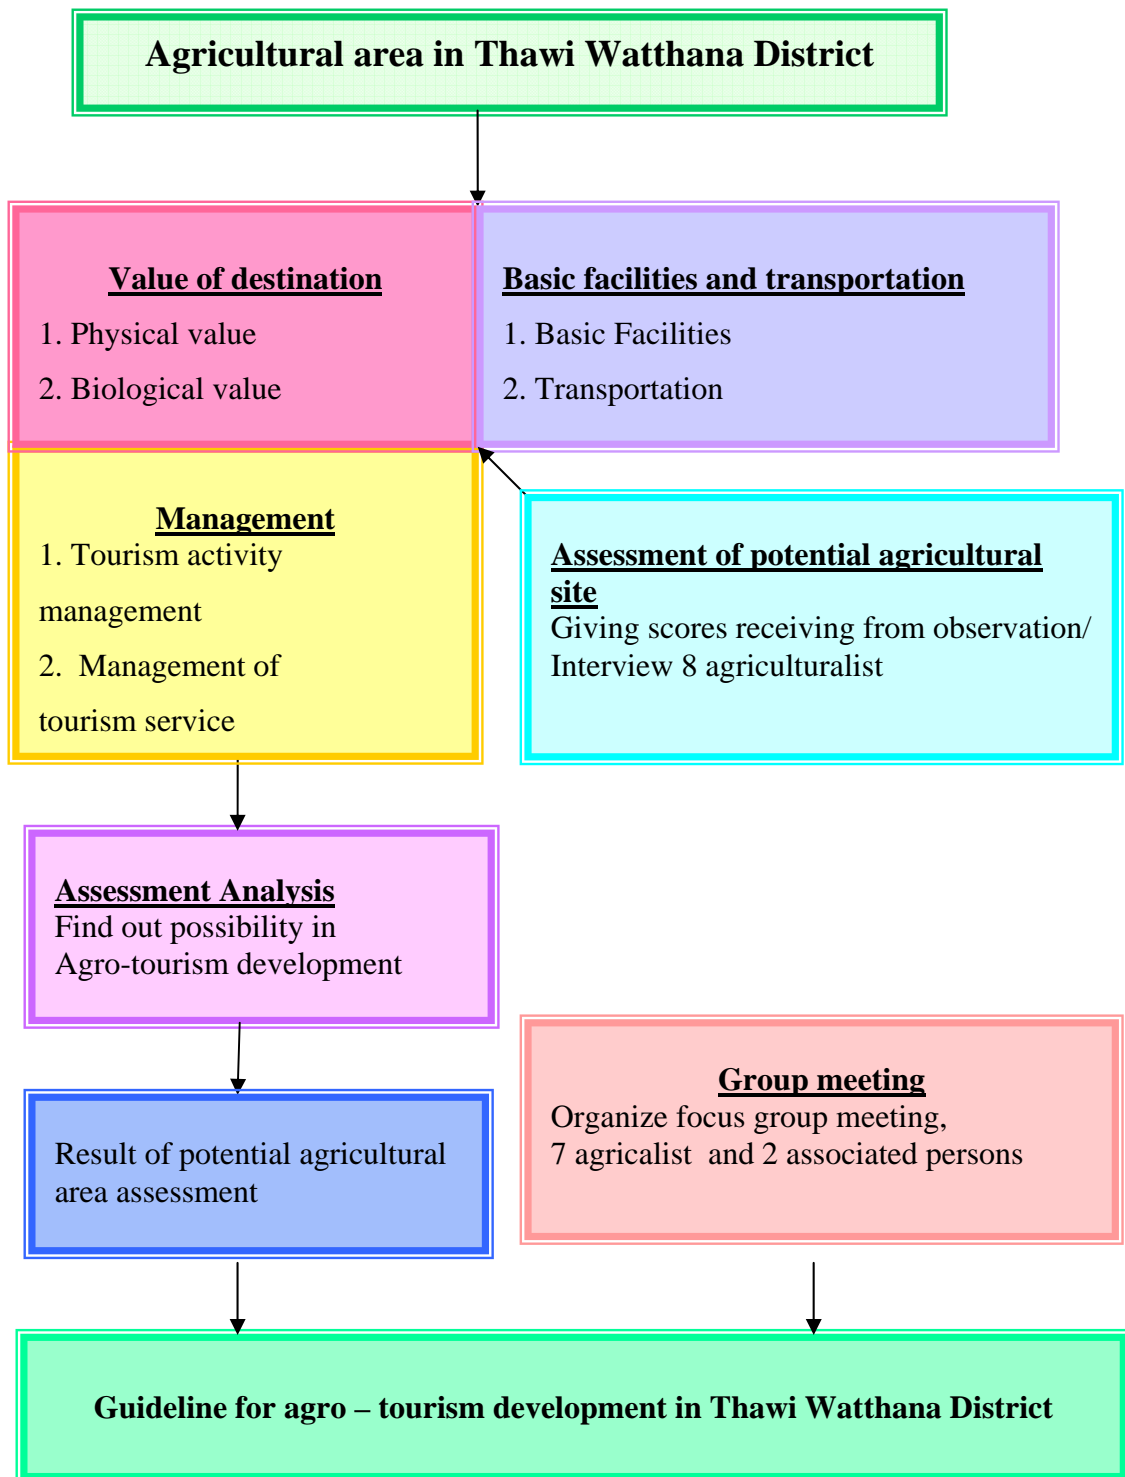 Agricultural area in Thawi Watthana District
Value of destination
1. Physical value
2. Biological value
Basic facilities and transportation
1. Basic Facilities
2. Transportation
Management
1. Tourism activity
management
2. Management of
tourism service
Assessment of potential agricultural
site
Giving scores receiving from observation/
Interview 8 agriculturalist
Assessment Analysis
Find out possibility in
Agro-tourism development
Result of potential agricultural
area assessment
Group meeting
Organize focus group meeting,
7 agricalist and 2 associated persons
Guideline for agro – tourism development in Thawi Watthana District